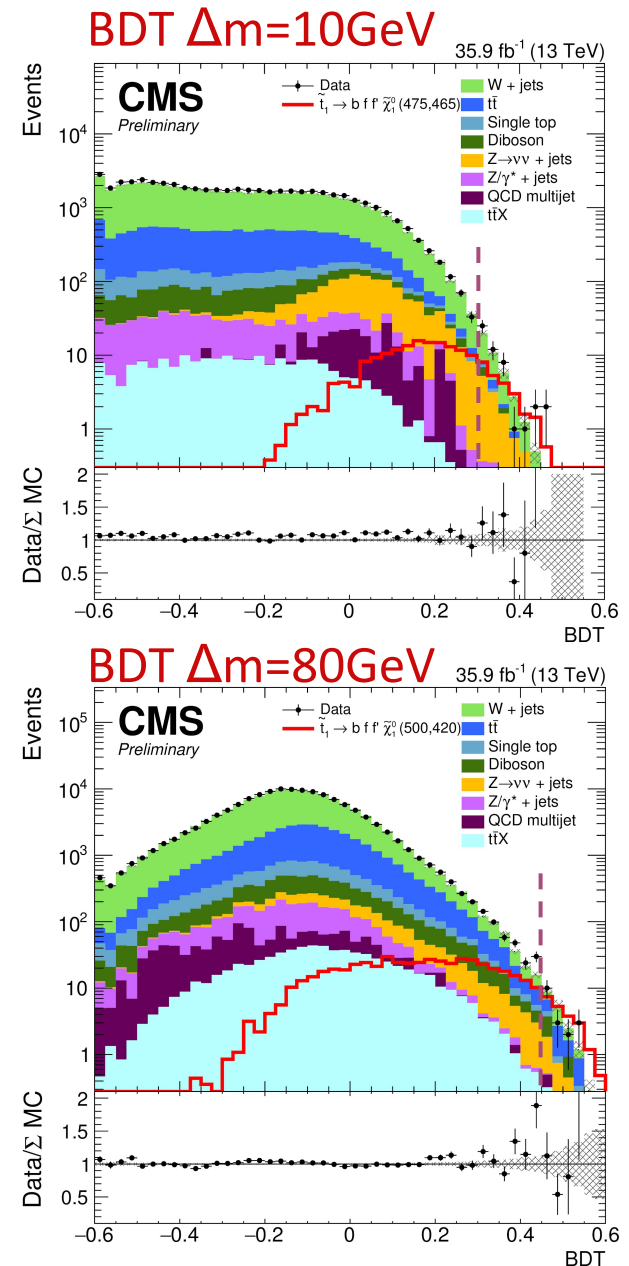 BDT Δm=10GeV
35.9 fb⁻¹ (13 TeV)
Events
CMS
Preliminary
Data
t̃₁ → b f f' χ̃₁⁰ (475,465)
W + jets
tt̄
Single top
Diboson
Z→νν + jets
Z/γ* + jets
QCD multijet
tt̄X
10⁴
10³
10²
10
1
Data/Σ MC
2
1.5
1
0.5
−0.6 −0.4 −0.2 0 0.2 0.4 0.6
BDT
BDT Δm=80GeV
35.9 fb⁻¹ (13 TeV)
Events
CMS
Preliminary
Data
t̃₁ → b f f' χ̃₁⁰ (500,420)
W + jets
tt̄
Single top
Diboson
Z→νν + jets
Z/γ* + jets
QCD multijet
tt̄X
10⁵
10⁴
10³
10²
10
1
Data/Σ MC
2
1.5
1
0.5
−0.6 −0.4 −0.2 0 0.2 0.4 0.6
BDT